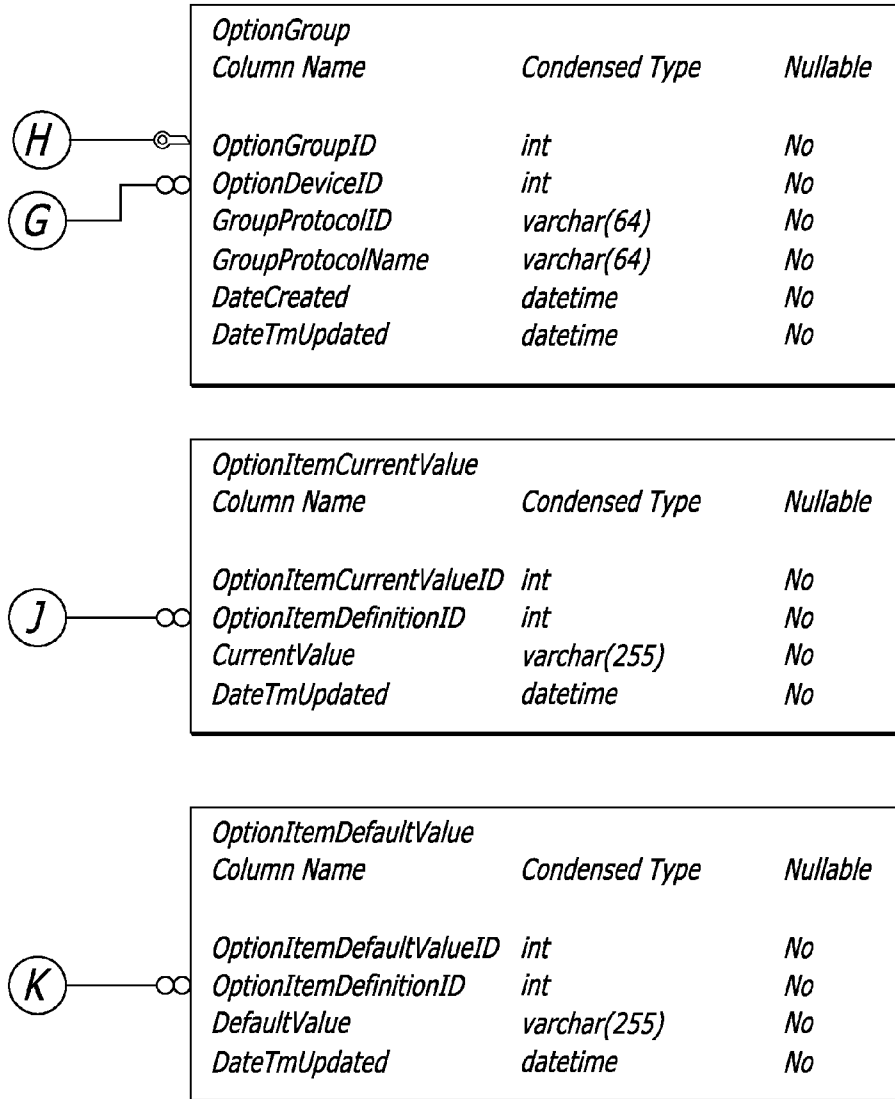 OptionGroup
Column Name Condensed Type Nullable
H
OptionGroupID int No
OptionDeviceID int No
G
GroupProtocolID varchar(64) No
GroupProtocolName varchar(64) No
DateCreated datetime No
DateTmUpdated datetime No
OptionItemCurrentValue
Column Name Condensed Type Nullable
OptionItemCurrentValueID int No
J
OptionItemDefinitionID int No
CurrentValue varchar(255) No
DateTmUpdated datetime No
OptionItemDefaultValue
Column Name Condensed Type Nullable
OptionItemDefaultValueID int No
K
OptionItemDefinitionID int No
DefaultValue varchar(255) No
DateTmUpdated datetime No